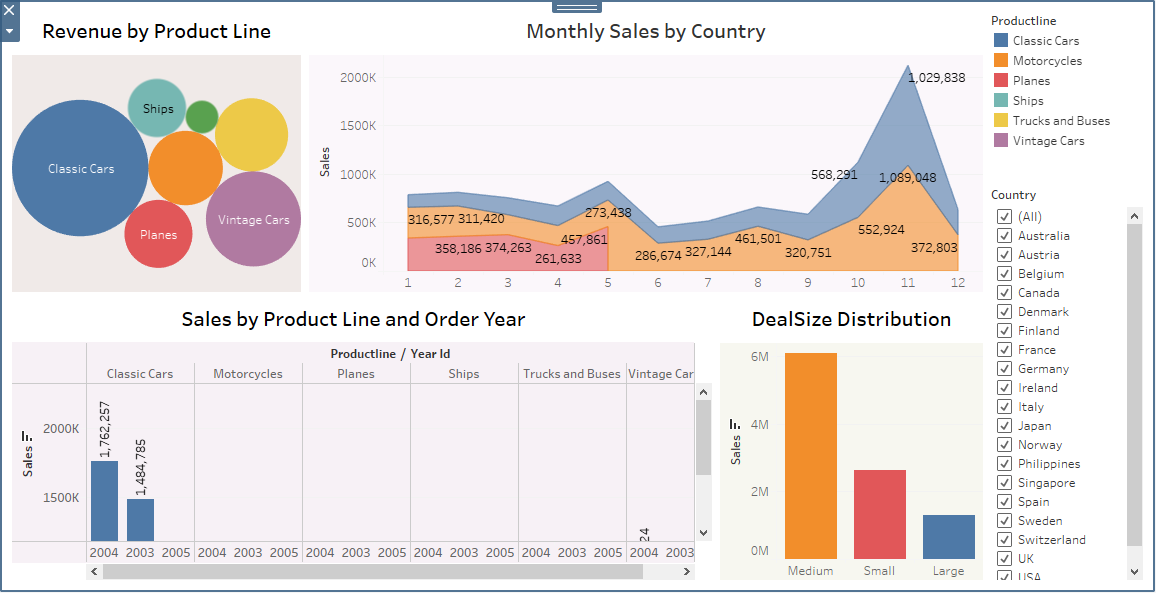 Revenue by Product Line
Classic Cars
Ships
Planes
Vintage Cars
Monthly Sales by Country
Sales
2000K
1500K
1000K
500K
0K
316,577 311,420
358,186 374,263
261,633
457,861
273,438
286,674
327,144
461,501
320,751
568,291
552,924
1,029,838
1,089,048
372,803
1 2 3 4 5 6 7 8 9 10 11 12
Productline
Classic Cars
Motorcycles
Planes
Ships
Trucks and Buses
Vintage Cars
Country
(All)
Australia
Austria
Belgium
Canada
Denmark
Finland
France
Germany
Ireland
Italy
Japan
Norway
Philippines
Singapore
Spain
Sweden
Switzerland
UK
USA
Sales by Product Line and Order Year
Productline / Year Id
Classic Cars Motorcycles Planes Ships Trucks and Buses Vintage Car
Sales
2000K
1500K
1,762,257
1,484,785
24
2004 2003 2005 2004 2003 2005 2004 2003 2005 2004 2003 2005 2004 2003 2005 2004 2003
DealSize Distribution
Sales
6M
4M
2M
0M
Medium Small Large